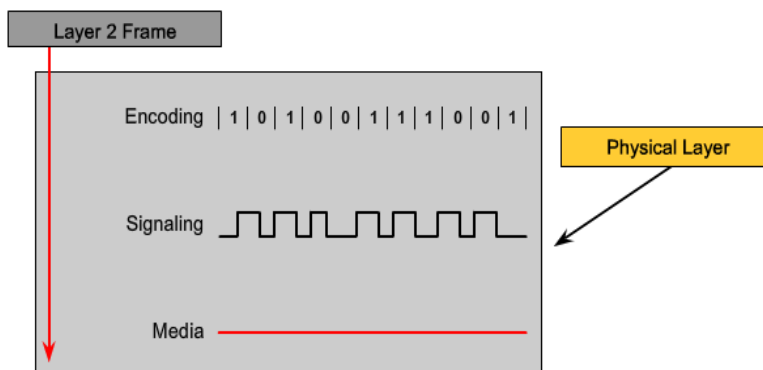 Layer 2 Frame
Encoding | 1 | 0 | 1 | 0 | 0 | 1 | 1 | 1 | 0 | 0 | 1 |
Physical Layer
Signaling
Media